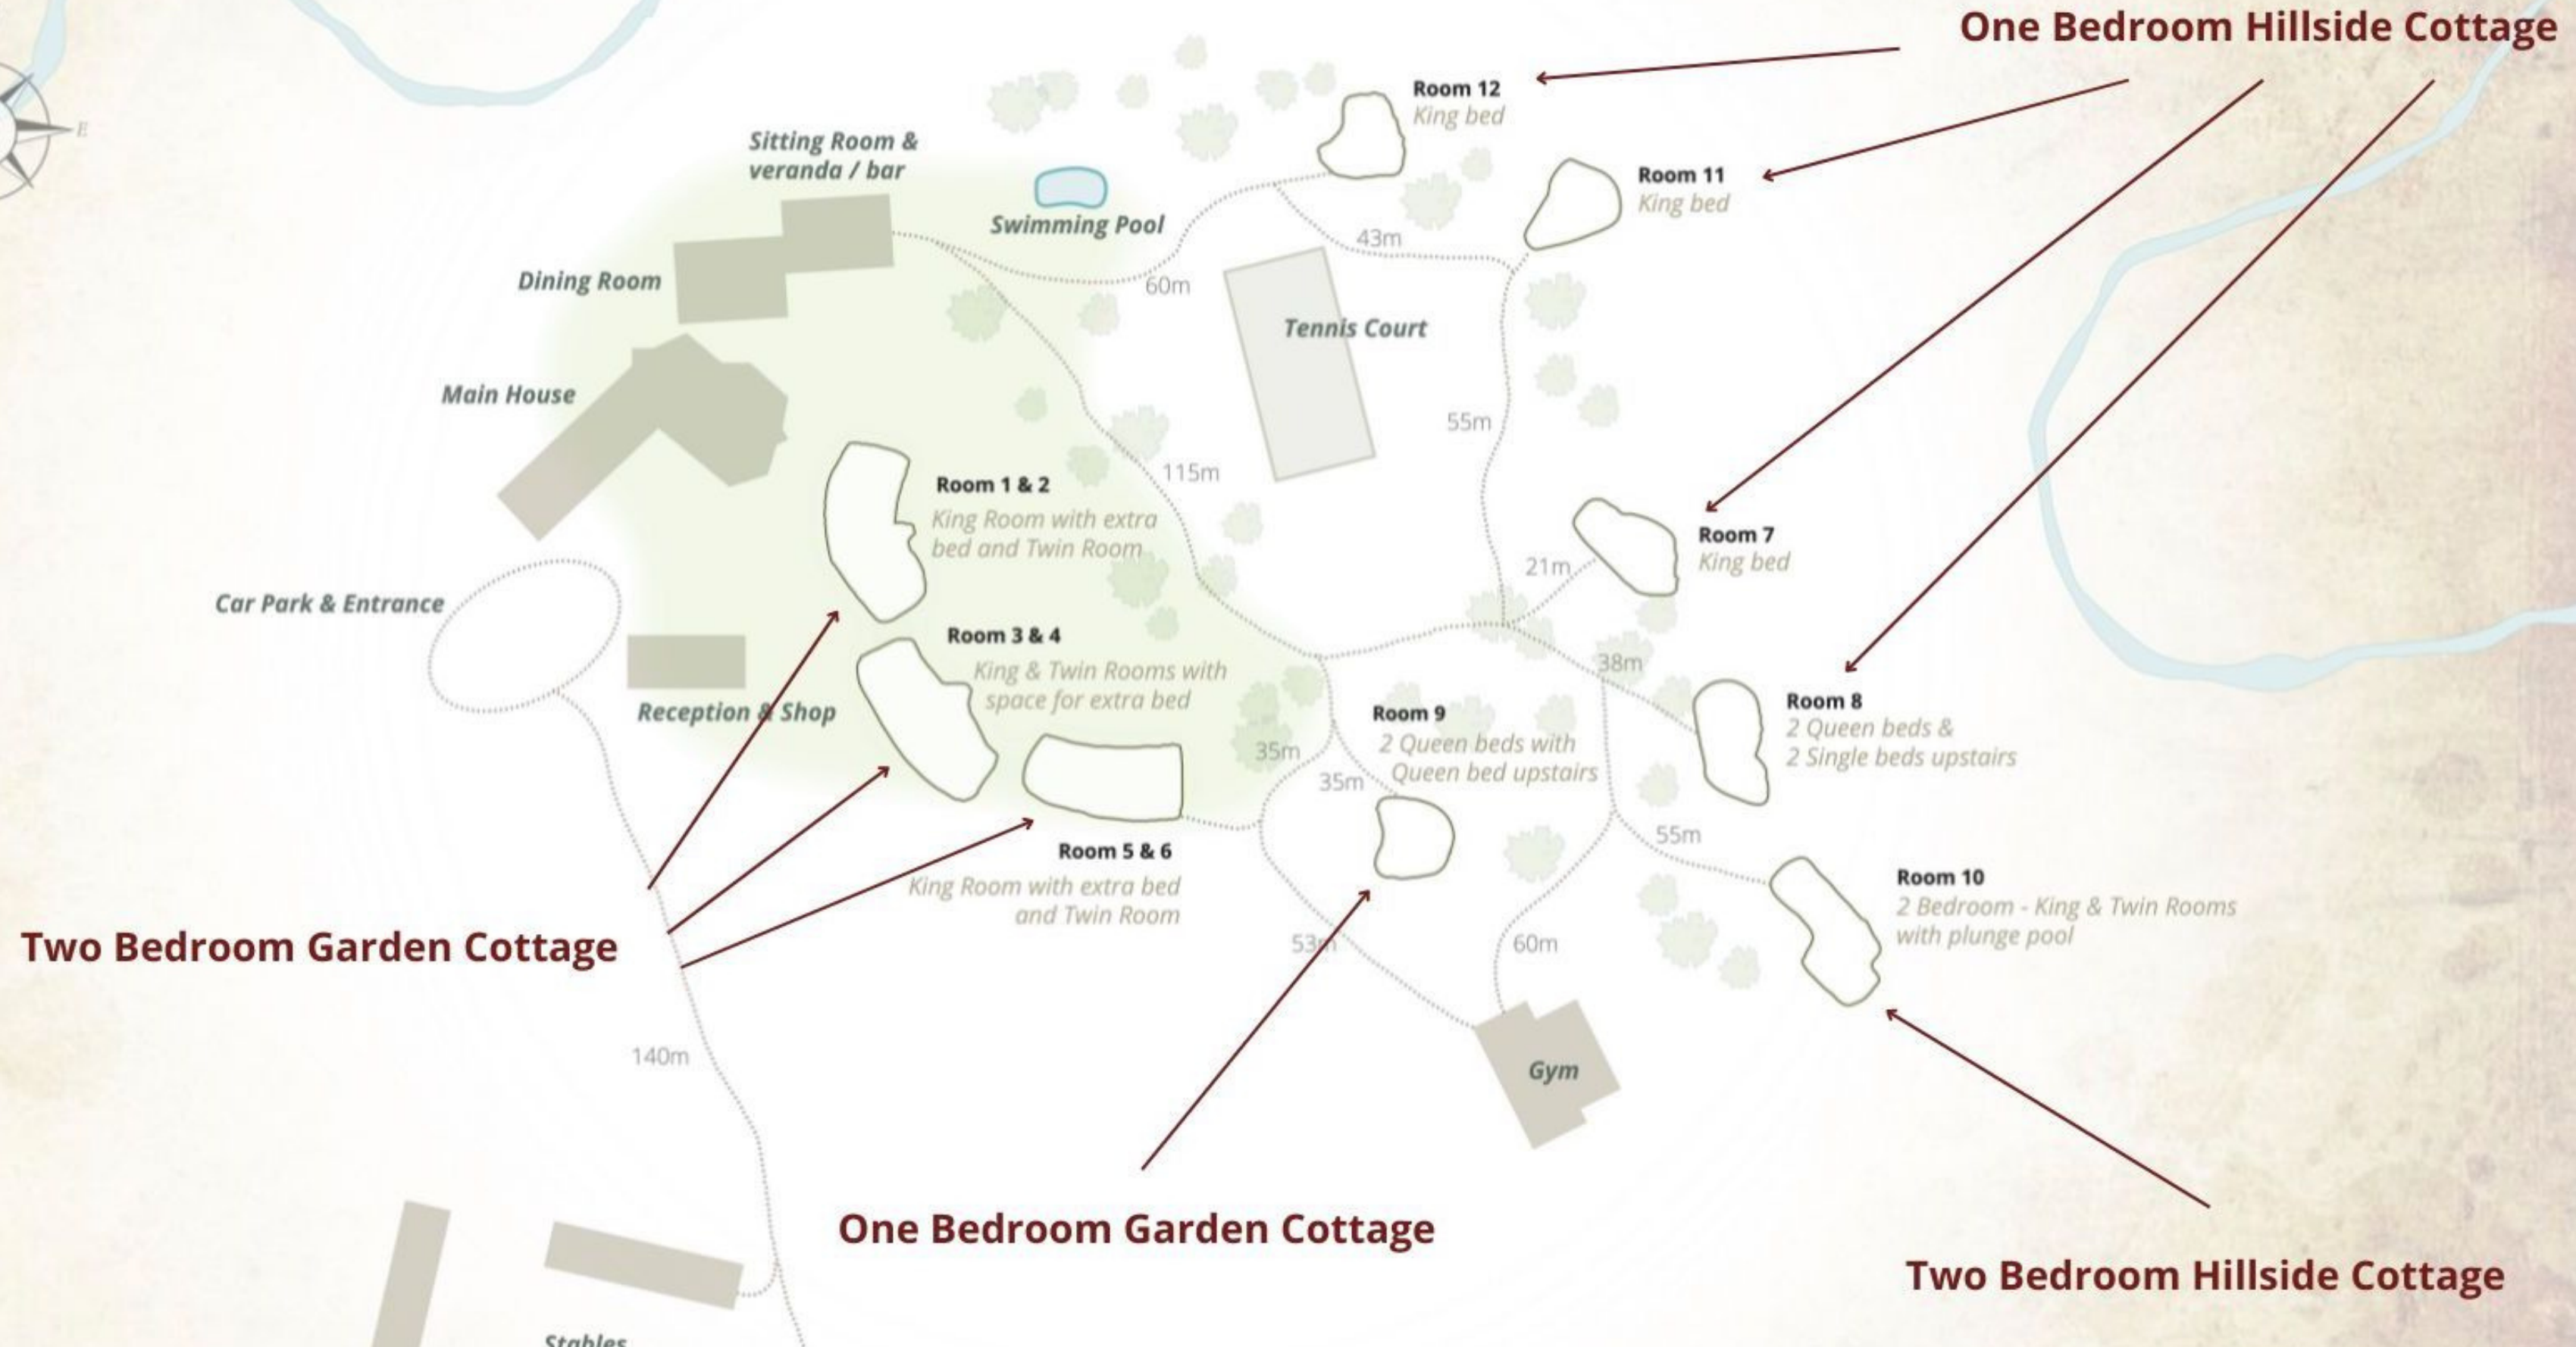 One Bedroom Hillside Cottage
E
Room 12
King bed
Sitting Room &
veranda / bar
Room 11
King bed
Swimming Pool
43m
Dining Room
60m
Tennis Court
Main House
55m
115m
Room 1 & 2
King Room with extra
bed and Twin Room
Room 7
King bed
21m
Car Park & Entrance
Room 3 & 4
King & Twin Rooms with
space for extra bed
38m
Reception & Shop
Room 9
2 Queen beds with
Queen bed upstairs
Room 8
2 Queen beds &
2 Single beds upstairs
35m
35m
55m
Room 5 & 6
King Room with extra bed
and Twin Room
Room 10
2 Bedroom - King & Twin Rooms
with plunge pool
Two Bedroom Garden Cottage
53m
60m
140m
Gym
One Bedroom Garden Cottage
Two Bedroom Hillside Cottage
Stables